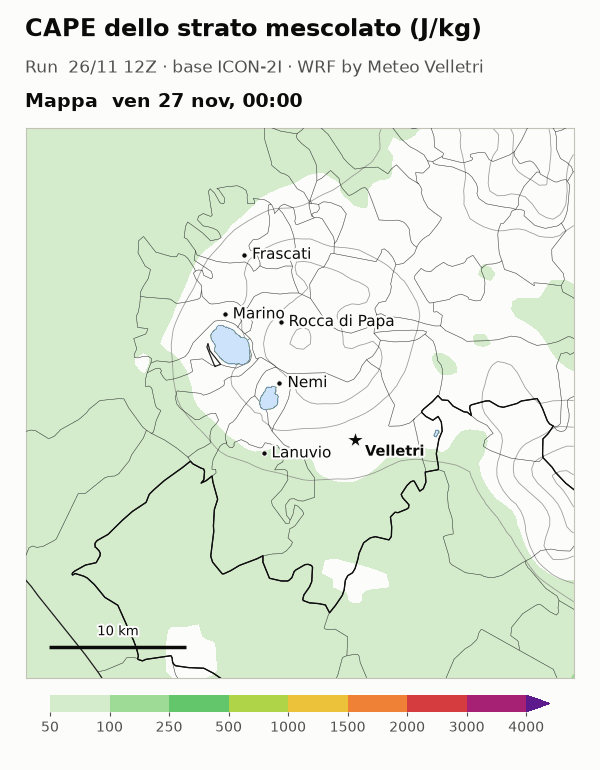 CAPE dello strato mescolato (J/kg)
Run  26/11 12Z · base ICON-2I · WRF by Meteo Velletri
Mappa  ven 27 nov, 00:00
Frascati
Marino
Rocca di Papa
Nemi
Lanuvio
Velletri
10 km
50 100 250 500 1000 1500 2000 3000 4000